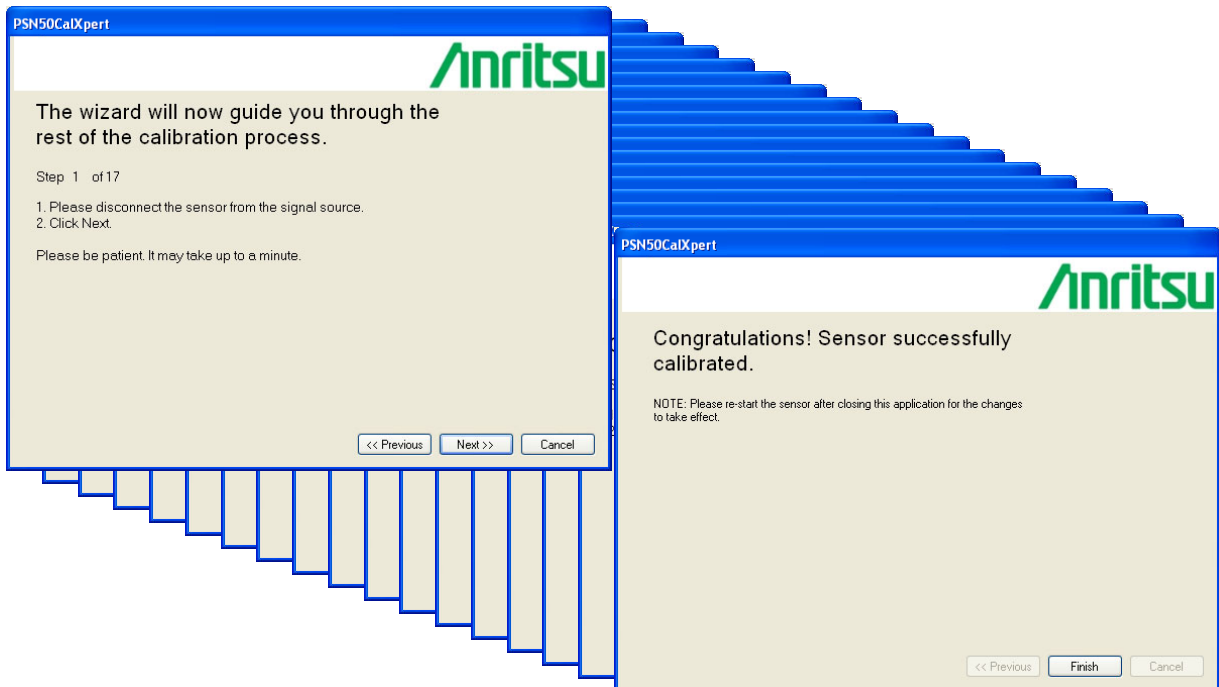 PSN50CalXpert
Anritsu
The wizard will now guide you through the
rest of the calibration process.
Step 1 of 17
1. Please disconnect the sensor from the signal source.
2. Click Next.
Please be patient. It may take up to a minute.
<< Previous Next >> Cancel
PSN50CalXpert
Anritsu
Congratulations! Sensor successfully
calibrated.
NOTE: Please re-start the sensor after closing this application for the changes
to take effect.
<< Previous Finish Cancel